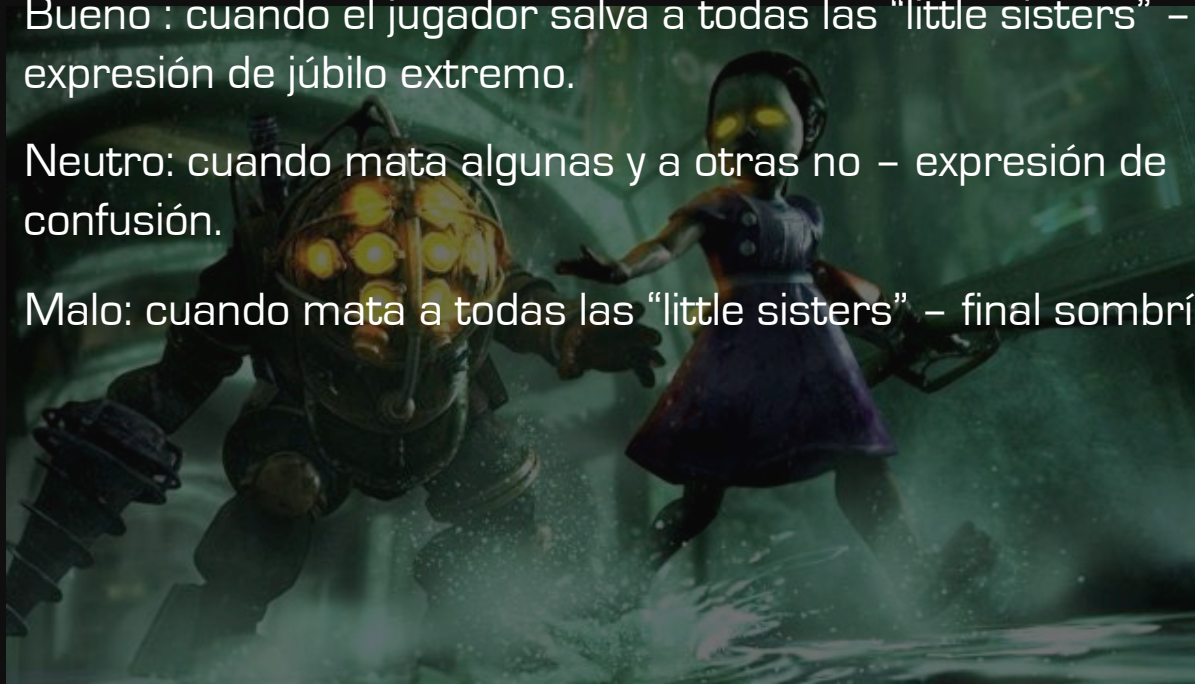 Bueno : cuando el jugador salva a todas las “little sisters” –
expresión de júbilo extremo.
Neutro: cuando mata algunas y a otras no – expresión de
confusión.
Malo: cuando mata a todas las “little sisters” – final sombrí